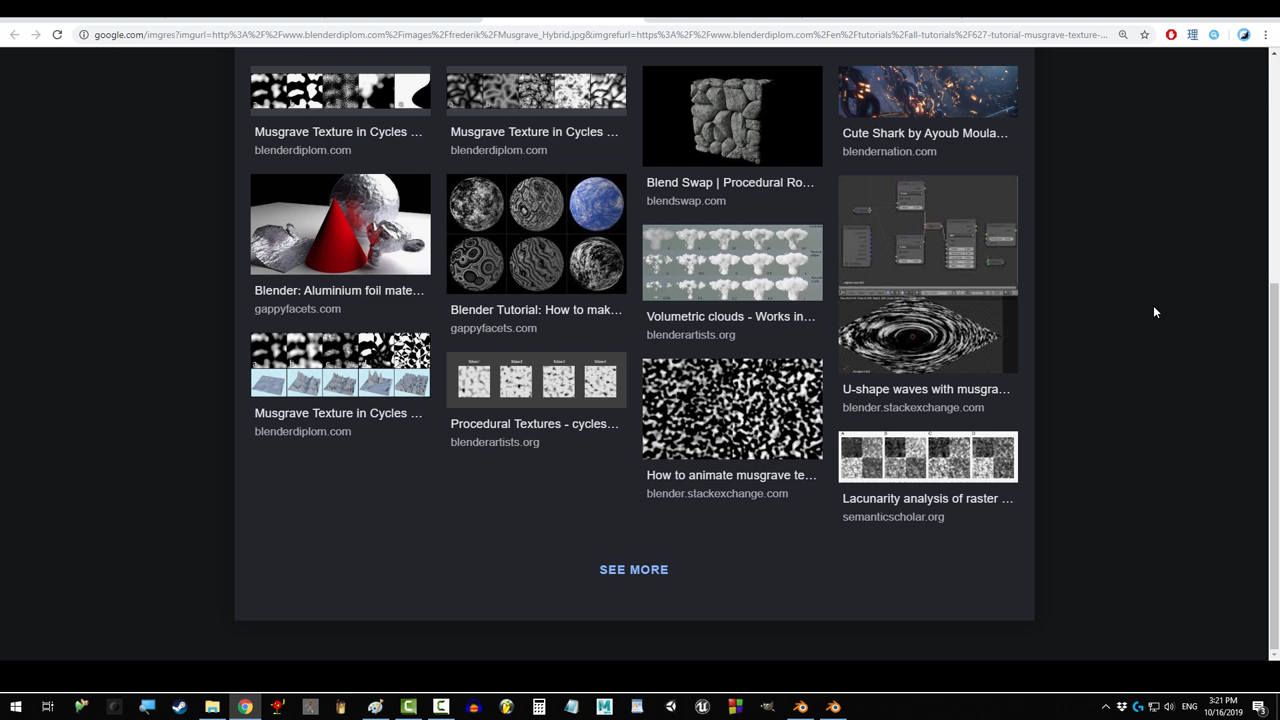 google.com/imgres?imgurl=http%3A%2F%2Fwww.blenderdiplom.com%2Fimages%2Ffrederik%2FMusgrave_Hybrid.jpg&imgrefurl=https%3A%2F%2Fwww.blenderdiplom.com%2Fen%2Ftutorials%2Fall-tutorials%2F627-tutorial-musgrave-texture-...
Musgrave Texture in Cycles ...
blenderdiplom.com
Blender: Aluminium foil mate...
gappyfacets.com
Musgrave Texture in Cycles ...
blenderdiplom.com
Musgrave Texture in Cycles ...
blenderdiplom.com
Blender Tutorial: How to mak...
gappyfacets.com
Procedural Textures - cycles...
blenderartists.org
Blend Swap | Procedural Ro...
blendswap.com
Volumetric clouds - Works in...
blenderartists.org
How to animate musgrave te...
blender.stackexchange.com
Cute Shark by Ayoub Moula...
blendernation.com
U-shape waves with musgra...
blender.stackexchange.com
A B C D
Lacunarity analysis of raster ...
semanticscholar.org
SEE MORE
ENG
3:21 PM
10/16/2019